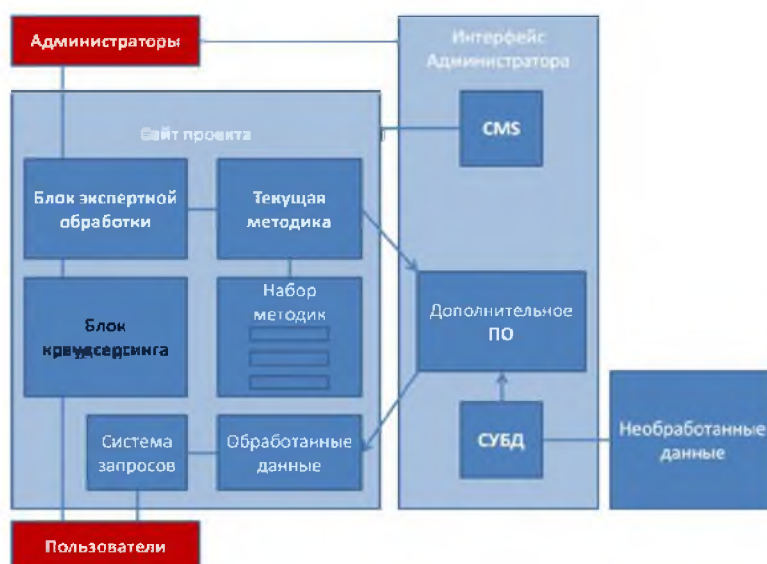 Администраторы
Интерфейс
Администратора
Сайт проекта
CMS
Блок экспертной
обработки
Текущая
методика
Блок
краудсерсинга
Набор
методик
Дополнительное
ПО
Система
запросов
Обработанные
данные
СУБД
Необработанные
данные
Пользователи